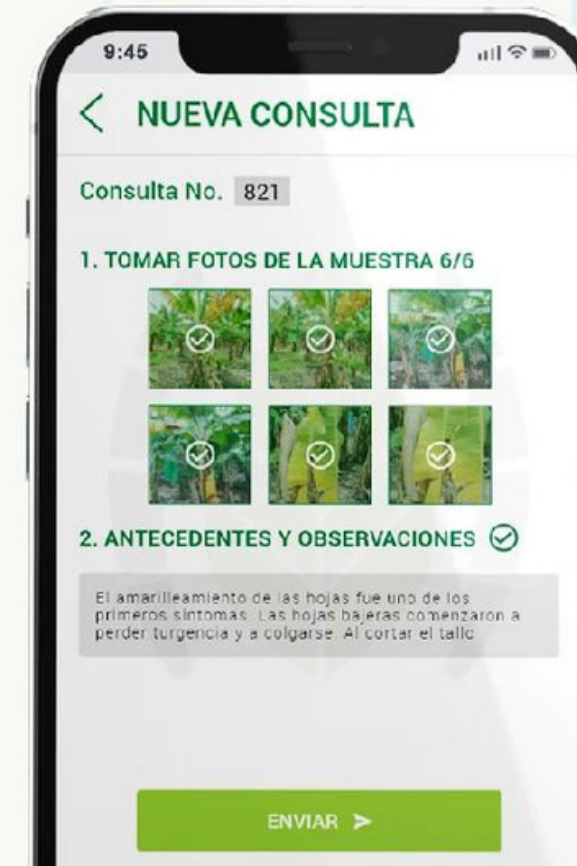 9:45
NUEVA CONSULTA
Consulta No. 821
1. TOMAR FOTOS DE LA MUESTRA 6/6
2. ANTECEDENTES Y OBSERVACIONES
El amarilleamiento de las hojas fue uno de los
primeros síntomas. Las hojas bajeras comenzaron a
perder turgencia y a colgarse. Al cortar el tallo
ENVIAR